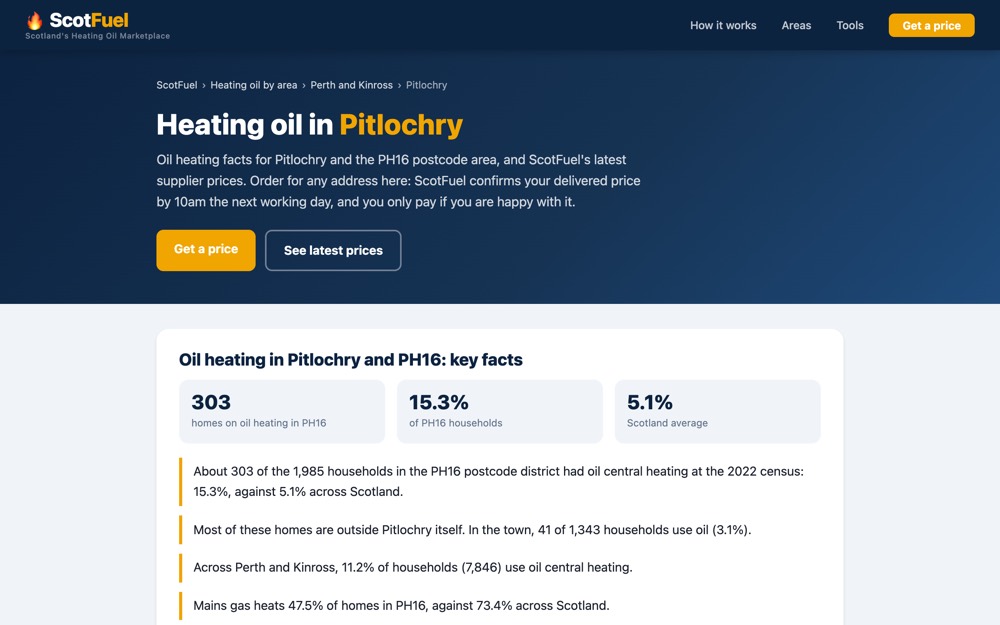 ScotFuel
Scotland's Heating Oil Marketplace
How it works
Areas
Tools
Get a price
ScotFuel › Heating oil by area › Perth and Kinross › Pitlochry
Heating oil in Pitlochry
Oil heating facts for Pitlochry and the PH16 postcode area, and ScotFuel's latest
supplier prices. Order for any address here: ScotFuel confirms your delivered price
by 10am the next working day, and you only pay if you are happy with it.
Get a price
See latest prices
Oil heating in Pitlochry and PH16: key facts
303
homes on oil heating in PH16
15.3%
of PH16 households
5.1%
Scotland average
About 303 of the 1,985 households in the PH16 postcode district had oil central heating at the 2022 census:
15.3%, against 5.1% across Scotland.
Most of these homes are outside Pitlochry itself. In the town, 41 of 1,343 households use oil (3.1%).
Across Perth and Kinross, 11.2% of households (7,846) use oil central heating.
Mains gas heats 47.5% of homes in PH16, against 73.4% across Scotland.